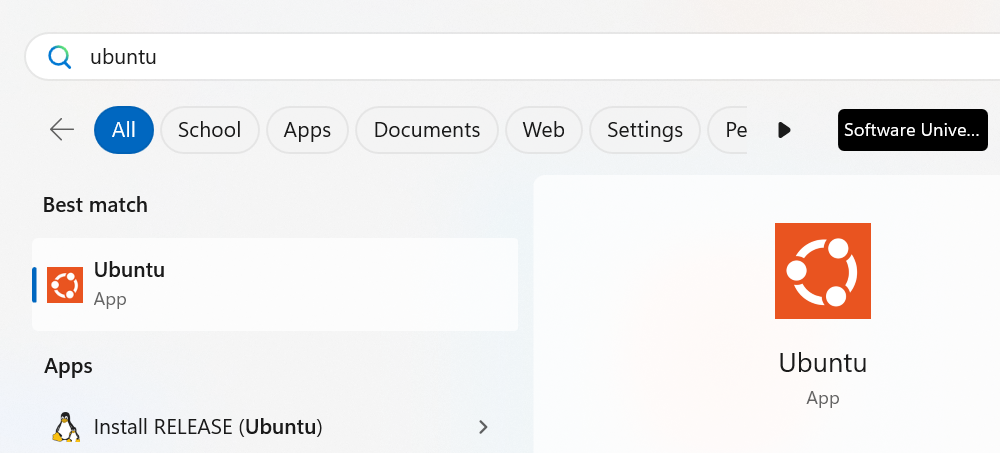 ubuntu
All School Apps Documents Web Settings Pe Software Unive...
Best match
Ubuntu
App
Apps
Install RELEASE (Ubuntu)
Ubuntu
App